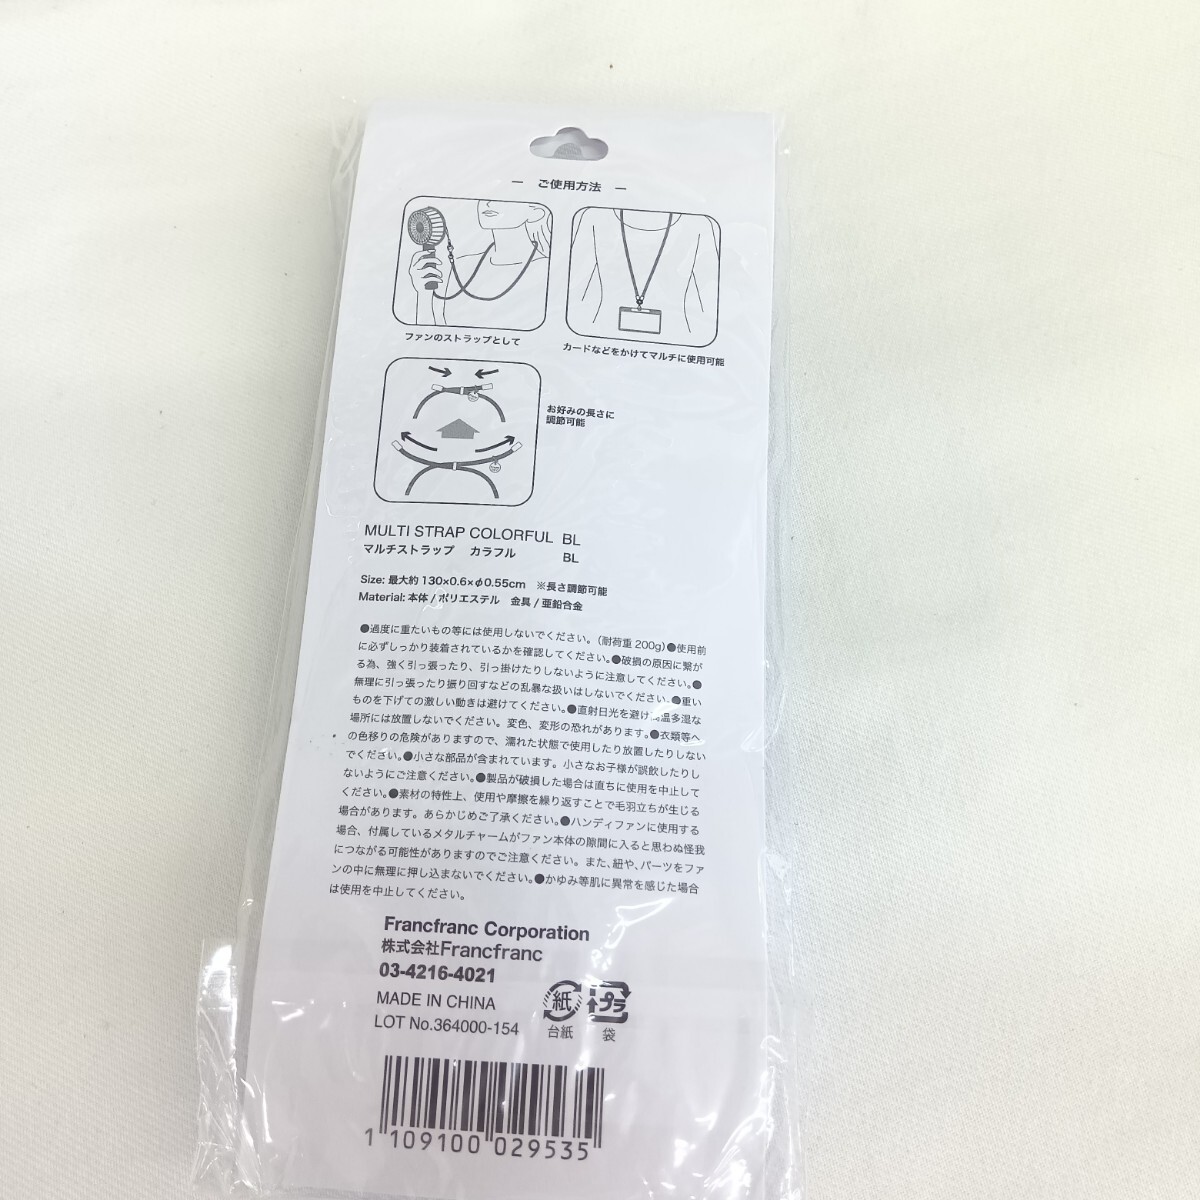 — ご使用方法 —
ファンのストラップとして
カードなどをかけてマルチに使用可能
お好みの長さに
調節可能
MULTI STRAP COLORFUL BL
マルチストラップ カラフル BL
Size: 最大約 130×0.6×φ0.55cm ※長さ調節可能
Material: 本体 / ポリエステル 金具 / 亜鉛合金
●過度に重たいもの等には使用しないでください。(耐荷重 200g)●使用前
に必ずしっかり装着されているかを確認してください。●破損の原因に繋が
る為、強く引っ張ったり、引っ掛けたりしないように注意してください。●
無理に引っ張ったり振り回すなどの乱暴な扱いはしないでください。●重い
ものを下げての激しい動きは避けてください。●直射日光を避け高温多湿な
場所には放置しないでください。変色、変形の恐れがあります。●衣類等へ
の色移りの危険がありますので、濡れた状態で使用したり放置したりしない
でください。●小さな部品が含まれています。小さなお子様が誤飲したりし
ないようにご注意ください。●製品が破損した場合は直ちに使用を中止して
ください。●素材の特性上、使用や摩擦を繰り返すことで毛羽立ちが生じる
場合があります。あらかじめご了承ください。●ハンディファンに使用する
場合、付属しているメタルチャームがファン本体の隙間に入ると思わぬ怪我
につながる可能性がありますのでご注意ください。また、紐や、パーツをファ
ンの中に無理に押し込まないでください。●かゆみ等肌に異常を感じた場合
は使用を中止してください。
Francfranc Corporation
株式会社Francfranc
03-4216-4021
MADE IN CHINA
LOT No.364000-154
紙 プラ
台紙 袋
1 109100 029535